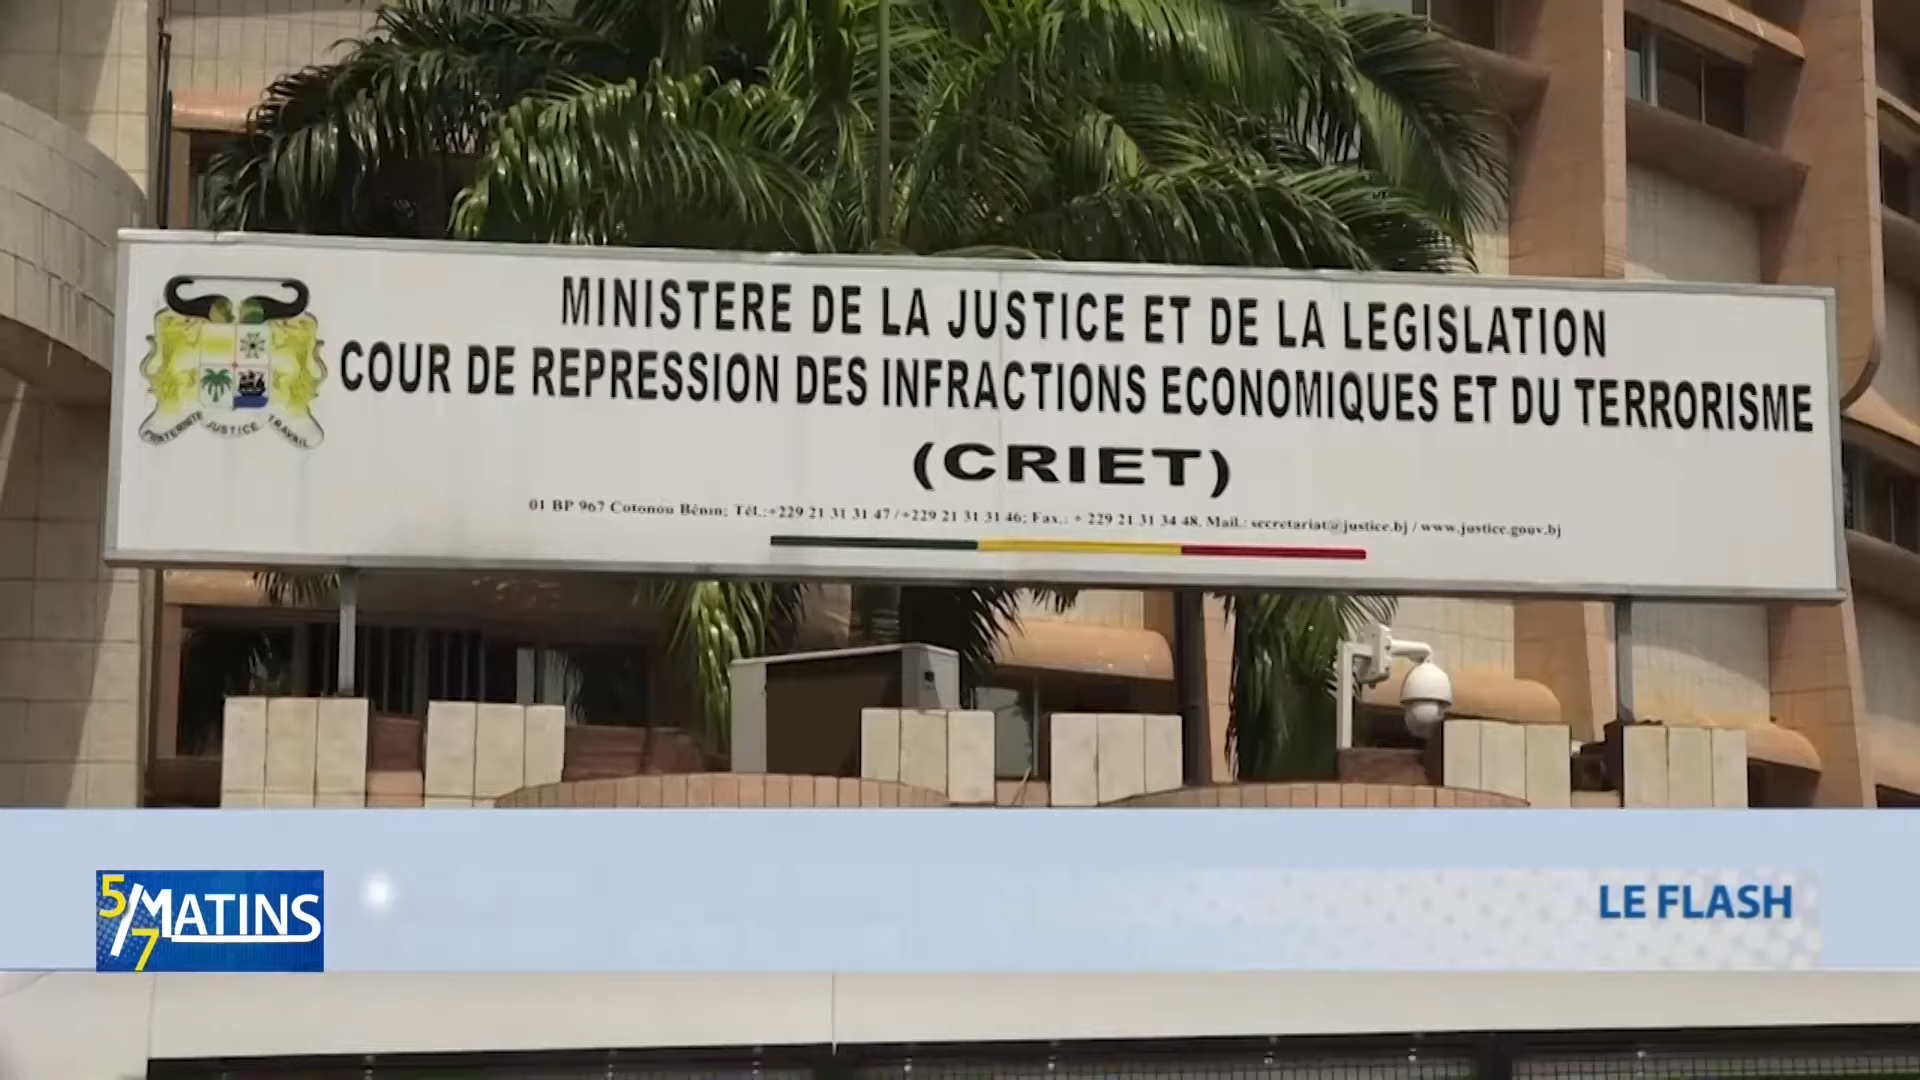 MINISTERE DE LA JUSTICE ET DE LA LEGISLATION
COUR DE REPRESSION DES INFRACTIONS ECONOMIQUES ET DU TERRORISME
(CRIET)
01 BP 967 Cotonou Bénin; Tél.:+229 21 31 31 47 /+229 21 31 31 46; Fax.: + 229 21 31 34 48. Mail.: secretariat@justice.bj / www.justice.gouv.bj
FRATERNITE JUSTICE TRAVAIL
5/7 MATINS
LE FLASH